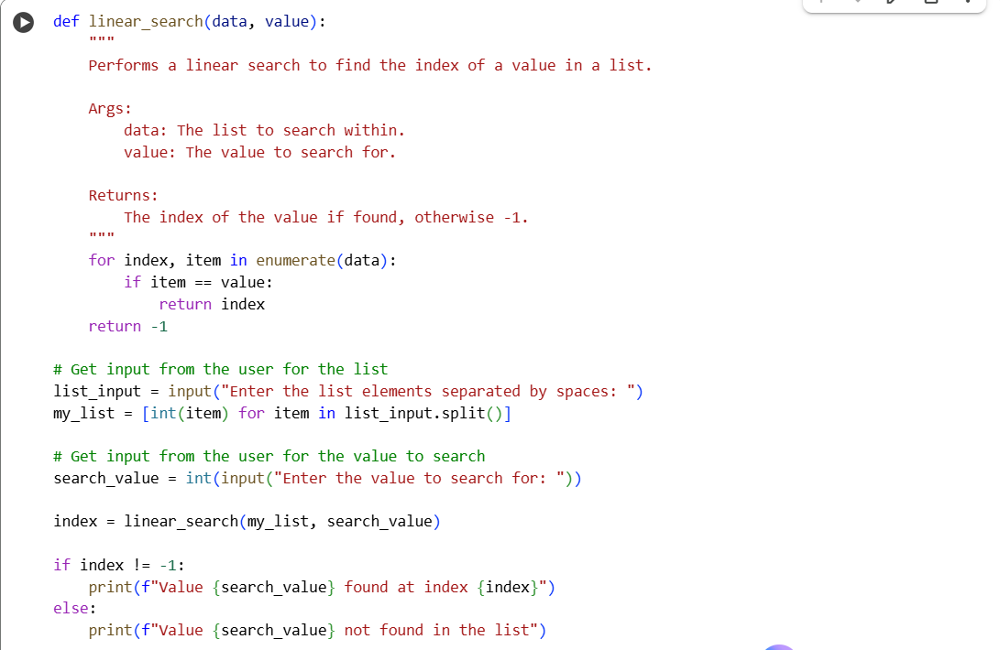 def linear_search(data, value):
    """
    Performs a linear search to find the index of a value in a list.

    Args:
        data: The list to search within.
        value: The value to search for.

    Returns:
        The index of the value if found, otherwise -1.
    """
    for index, item in enumerate(data):
        if item == value:
            return index
    return -1

# Get input from the user for the list
list_input = input("Enter the list elements separated by spaces: ")
my_list = [int(item) for item in list_input.split()]

# Get input from the user for the value to search
search_value = int(input("Enter the value to search for: "))

index = linear_search(my_list, search_value)

if index != -1:
    print(f"Value {search_value} found at index {index}")
else:
    print(f"Value {search_value} not found in the list")